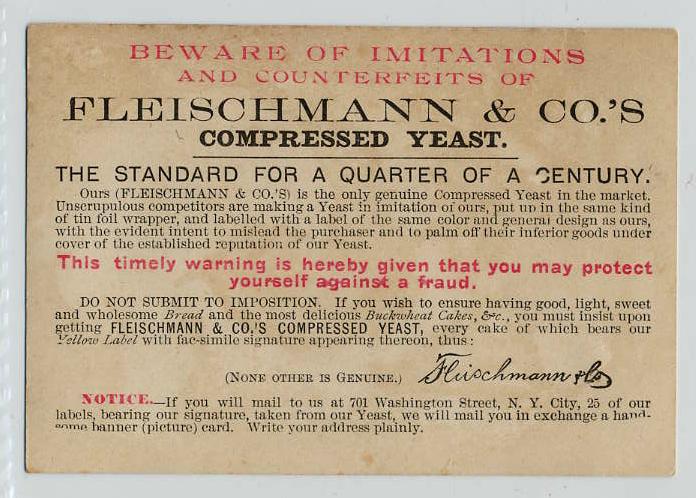 BEWARE OF IMITATIONS
AND COUNTERFEITS OF
FLEISCHMANN & CO.'S
COMPRESSED YEAST.
THE STANDARD FOR A QUARTER OF A CENTURY.
Ours (FLEISCHMANN & CO.'S) is the only genuine Compressed Yeast in the market.
Unscrupulous competitors are making a Yeast in imitation of ours, put up in the same kind
of tin foil wrapper, and labelled with a label of the same color and general design as ours,
with the evident intent to mislead the purchaser and to palm off their inferior goods under
cover of the established reputation of our Yeast.
This timely warning is hereby given that you may protect
yourself against a fraud.
DO NOT SUBMIT TO IMPOSITION. If you wish to ensure having good, light, sweet
and wholesome Bread and the most delicious Buckwheat Cakes, &c., you must insist upon
getting FLEISCHMANN & CO.'S COMPRESSED YEAST, every cake of which bears our
Yellow Label with fac-simile signature appearing thereon, thus:
(NONE OTHER IS GENUINE.) Fleischmann & Co
NOTICE.—If you will mail to us at 701 Washington Street, N. Y. City, 25 of our
labels, bearing our signature, taken from our Yeast, we will mail you in exchange a hand-
some banner (picture) card. Write your address plainly.